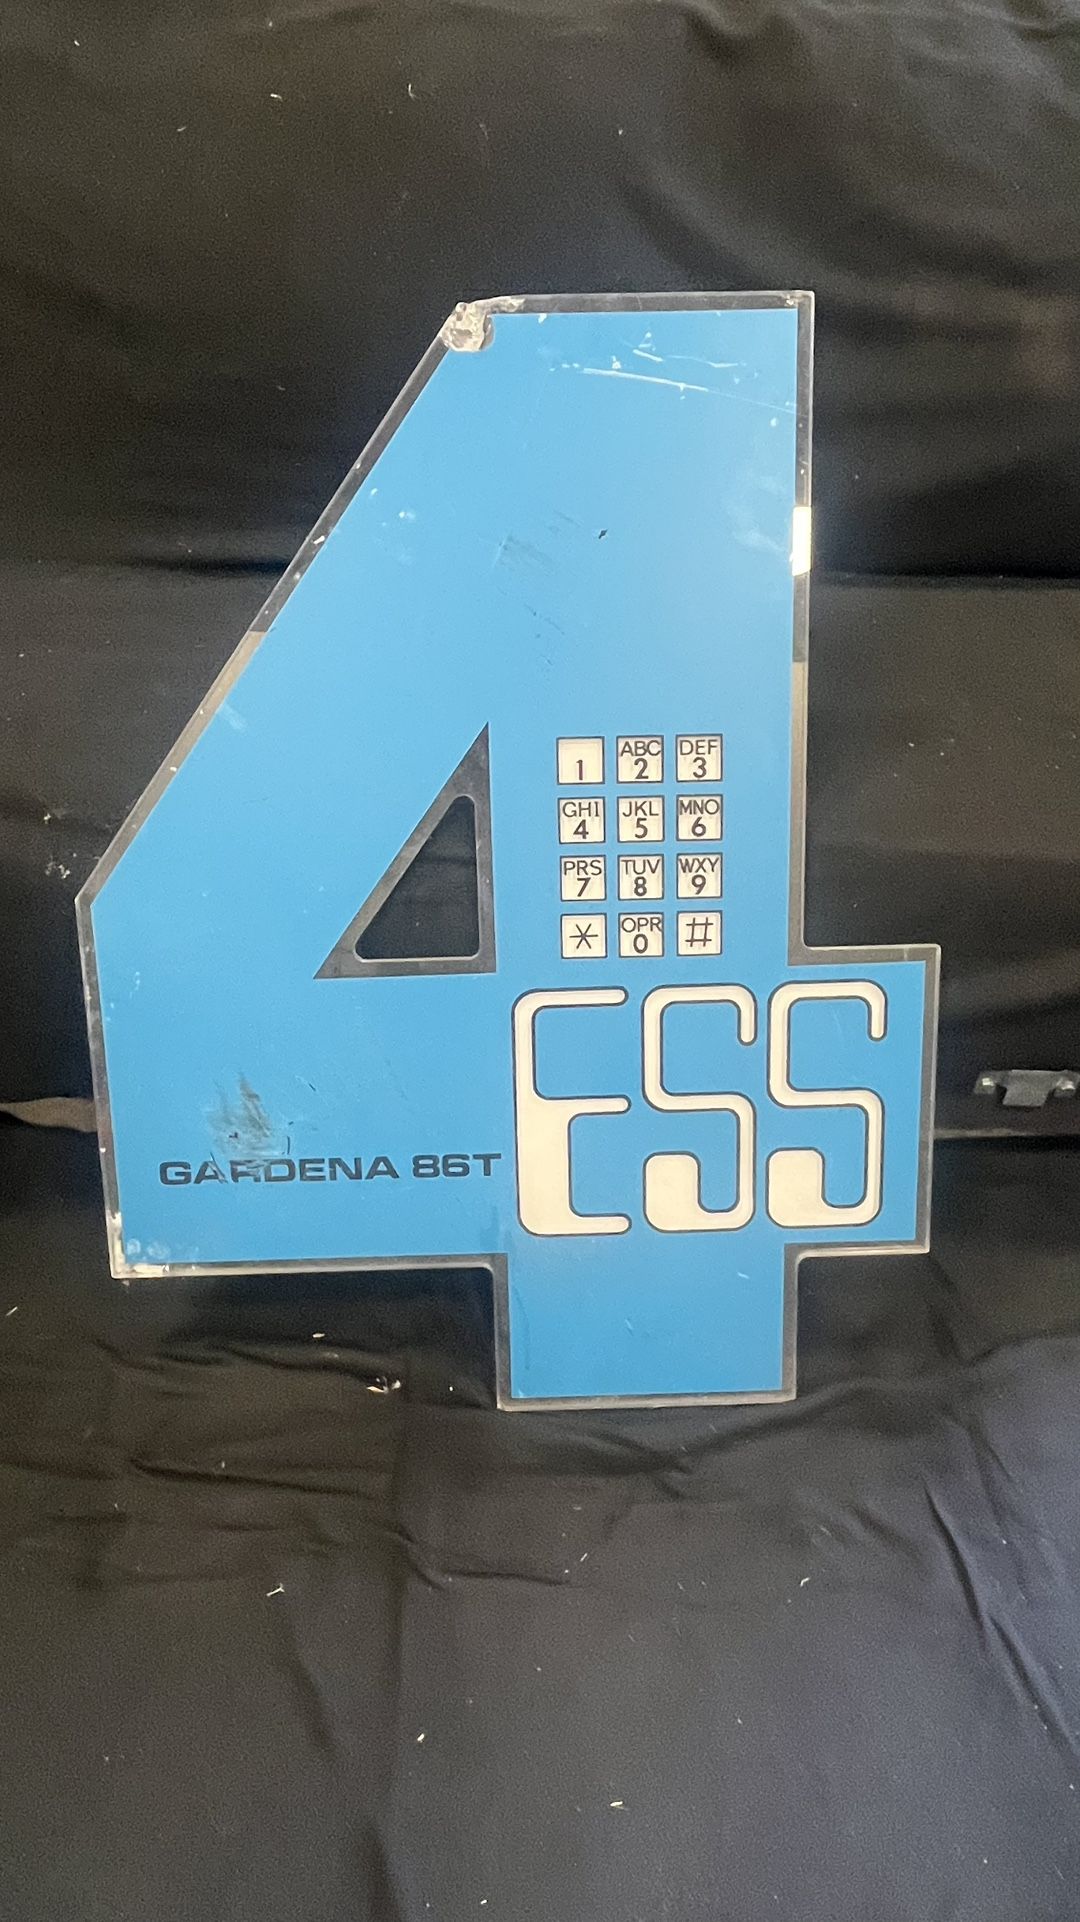 4
1 ABC 2 DEF 3
GHI 4 JKL 5 MNO 6
PRS 7 TUV 8 WXY 9
* OPR 0 #
ESS
GARDENA 86T